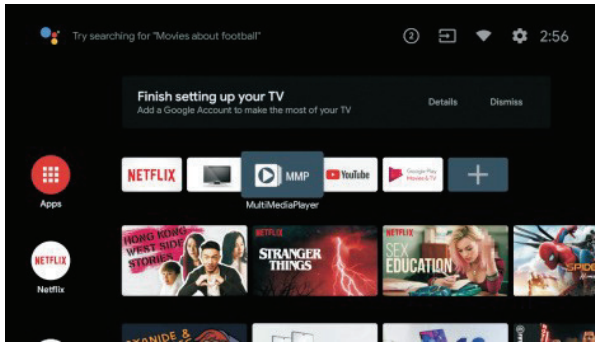 Try searching for "Movies about football"
2
2:56
Finish setting up your TV
Add a Google Account to make the most of your TV
Details
Dismiss
NETFLIX
MMP
YouTube
Google Play
Movies & TV
MultiMediaPlayer
Apps
NETFLIX
HONG KONG
WEST SIDE
STORIES
NETFLIX
STRANGER
THINGS
NETFLIX
SEX
EDUCATION
SPIDE
NETFLIX
Netflix